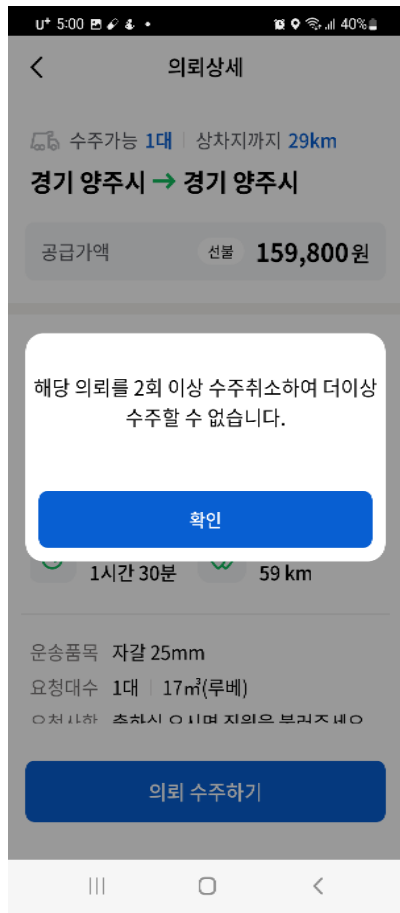 U+ 5:00 40%
의뢰상세
수주가능 1대 상차지까지 29km
경기 양주시 → 경기 양주시
공급가액 선불 159,800원
해당 의뢰를 2회 이상 수주취소하여 더이상
수주할 수 없습니다.
확인
1시간 30분 59 km
운송품목 자갈 25mm
요청대수 1대 17㎥(루베)
요청사항
의뢰 수주하기